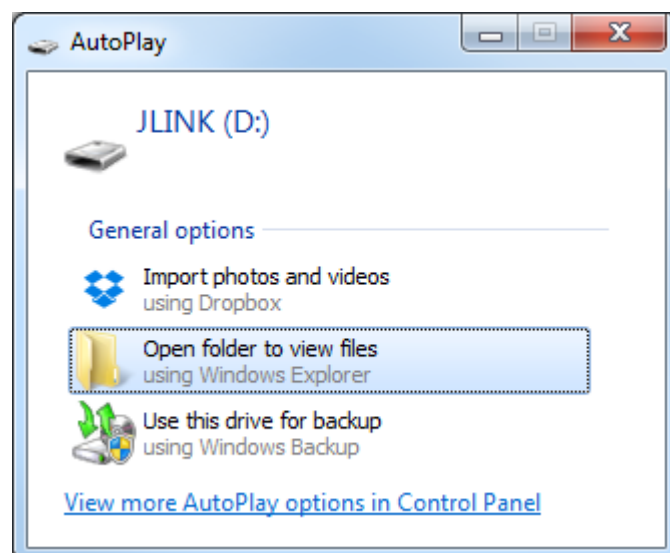 AutoPlay
JLINK (D:)
General options
Import photos and videos
using Dropbox
Open folder to view files
using Windows Explorer
Use this drive for backup
using Windows Backup
View more AutoPlay options in Control Panel